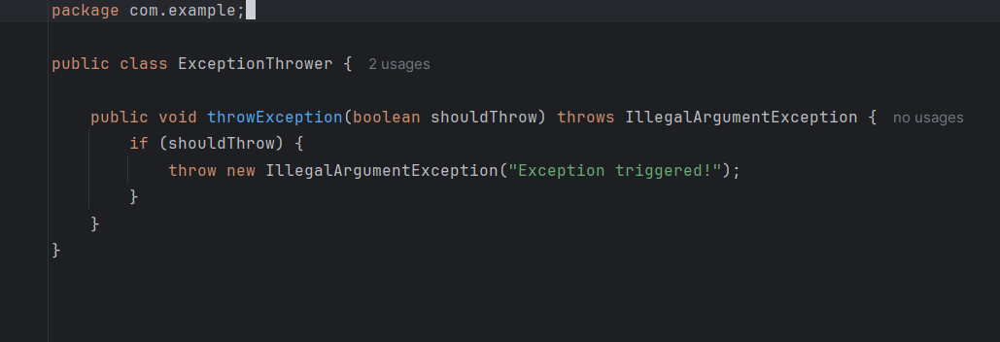 package com.example;
public class ExceptionThrower { 2 usages
public void throwException(boolean shouldThrow) throws IllegalArgumentException { no usages
if (shouldThrow) {
throw new IllegalArgumentException("Exception triggered!");
}
}
}